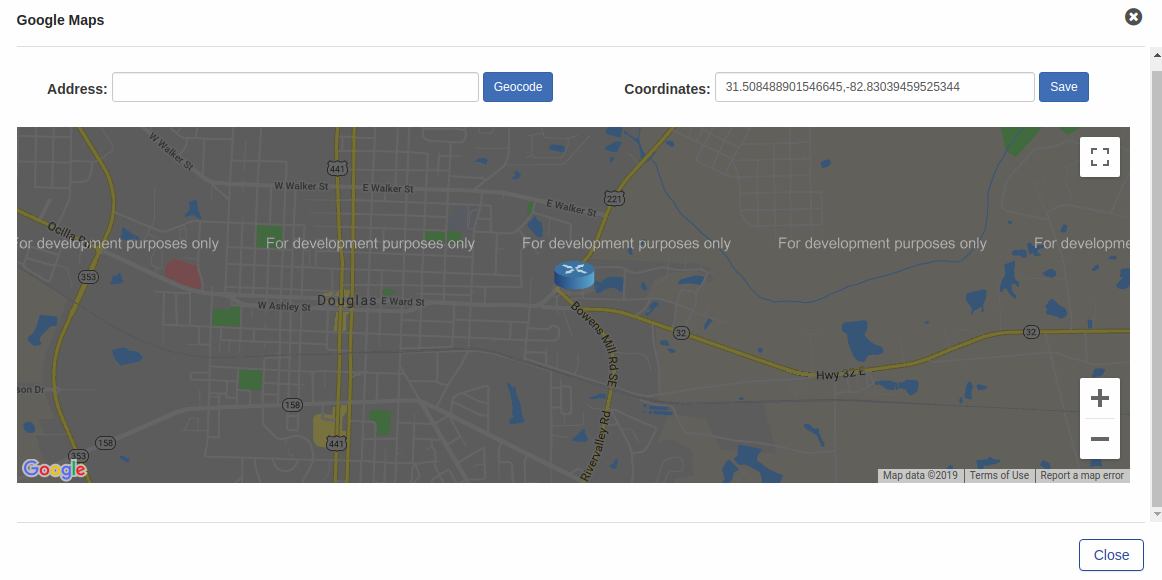 Google Maps
Address:
Geocode
Coordinates:
31.508488901546645,-82.83039459525344
Save
W Walker St
441
W Walker St
E Walker St
221
E Walker St
Ocilla
For development purposes only
For development purposes only
For development purposes only
For development purposes only
For developme
353
W Ashley St
Douglas
E Ward St
Bowens Mill Rd SE
32
32
Hwy 32 E
son Dr
158
158
441
353
Rivervalley Rd
Google
Map data ©2019
Terms of Use
Report a map error
Close